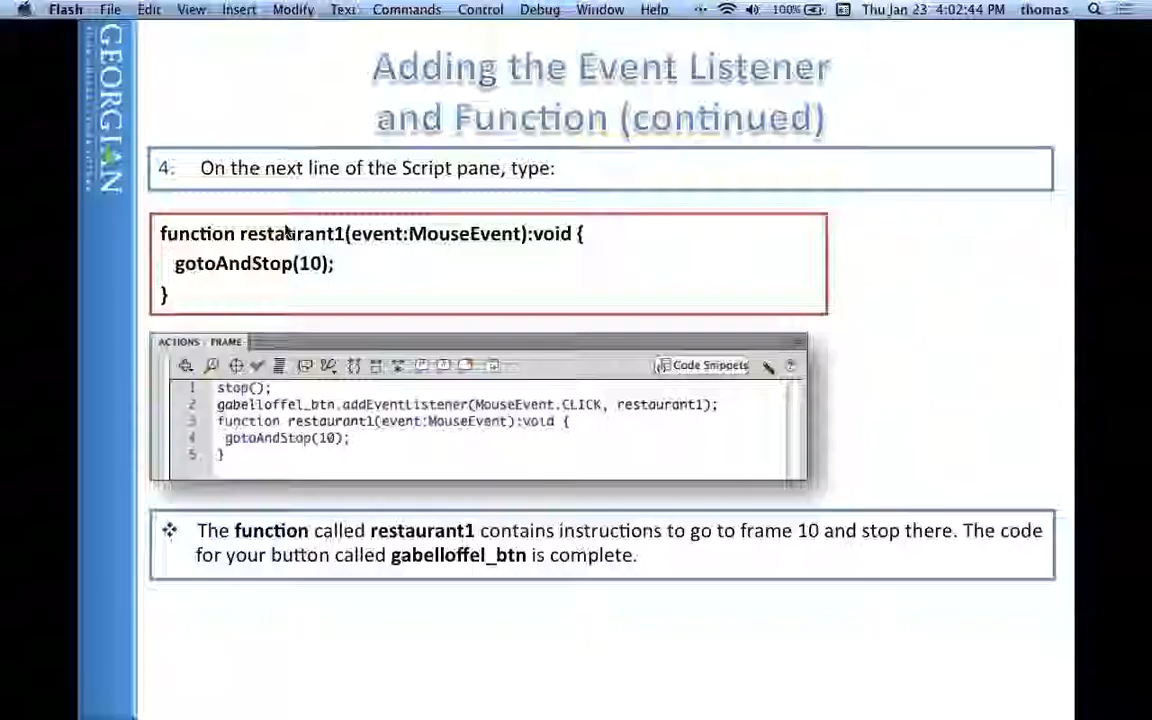 Flash File Edit View Insert Modify Text Commands Control Debug Window Help 100% Thu Jan 23 4:02:44 PM thomas
GEORGIAN
Adding the Event Listener
and Function (continued)
4. On the next line of the Script pane, type:
function restaurant1(event:MouseEvent):void {
gotoAndStop(10);
}
ACTIONS - FRAME
Code Snippets
1 stop();
2 gabelloffel_btn.addEventListener(MouseEvent.CLICK, restaurant1);
3 function restaurant1(event:MouseEvent):void {
4 gotoAndStop(10);
5 }
The function called restaurant1 contains instructions to go to frame 10 and stop there. The code
for your button called gabelloffel_btn is complete.